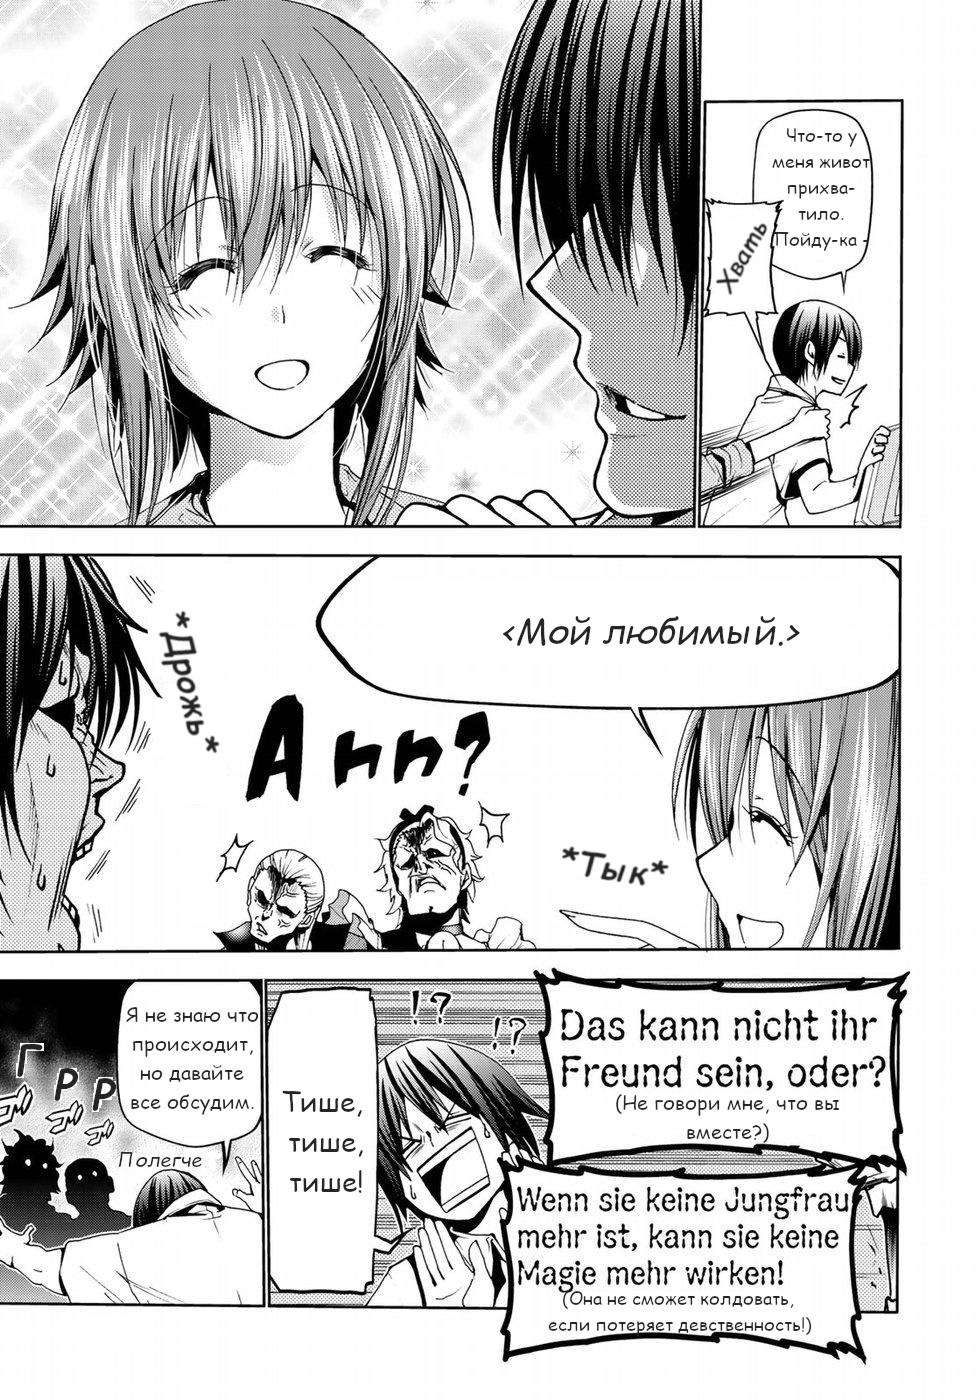 Что-то у
меня живот
прихва-
тило.
Пойду-ка -
Хвать
<Мой любимый.>
*Тык*
Ahh?
*Дрожь*
Das kann nicht ihr
Freund sein, oder?
(Не говори мне, что вы
вместе?)
Wenn sie keine Jungfrau
mehr ist, kann sie keine
Magie mehr wirken!
(Она не сможет колдовать,
если потеряет девственность!)
!?
!?
Тише,
тише,
тише!
Я не знаю что
происходит,
но давайте
все обсудим.
Полегче
Г Р Р